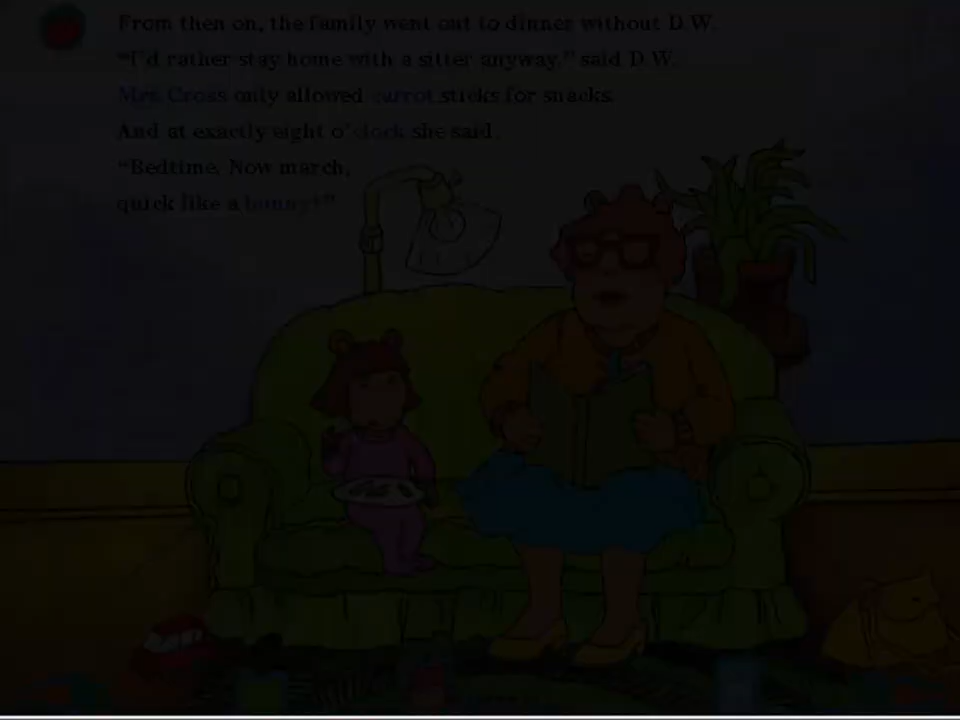 From then on, the family went out to dinner without D.W.
“I’d rather stay home with a sitter anyway,” said D.W.
Mrs. Cross only allowed carrot sticks for snacks.
And at exactly eight o’clock she said,
“Bedtime. Now march,
quick like a bunny!”